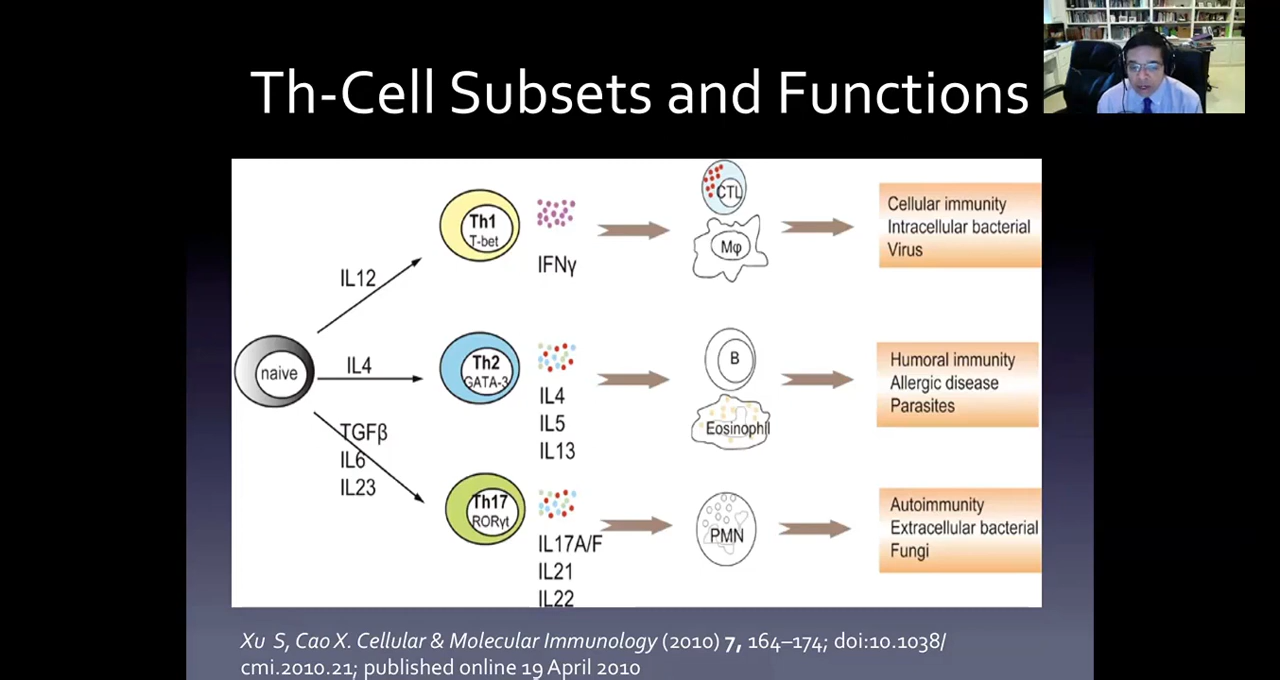 Th-Cell Subsets and Functions
naive
IL12
IL4
TGFβ
IL6
IL23
Th1
T-bet
IFNγ
CTL
Mφ
Cellular immunity
Intracellular bacterial
Virus
Th2
GATA-3
IL4
IL5
IL13
B
Eosinophil
Humoral immunity
Allergic disease
Parasites
Th17
RORγt
IL17A/F
IL21
IL22
PMN
Autoimmunity
Extracellular bacterial
Fungi
Xu S, Cao X. Cellular & Molecular Immunology (2010) 7, 164–174; doi:10.1038/
cmi.2010.21; published online 19 April 2010